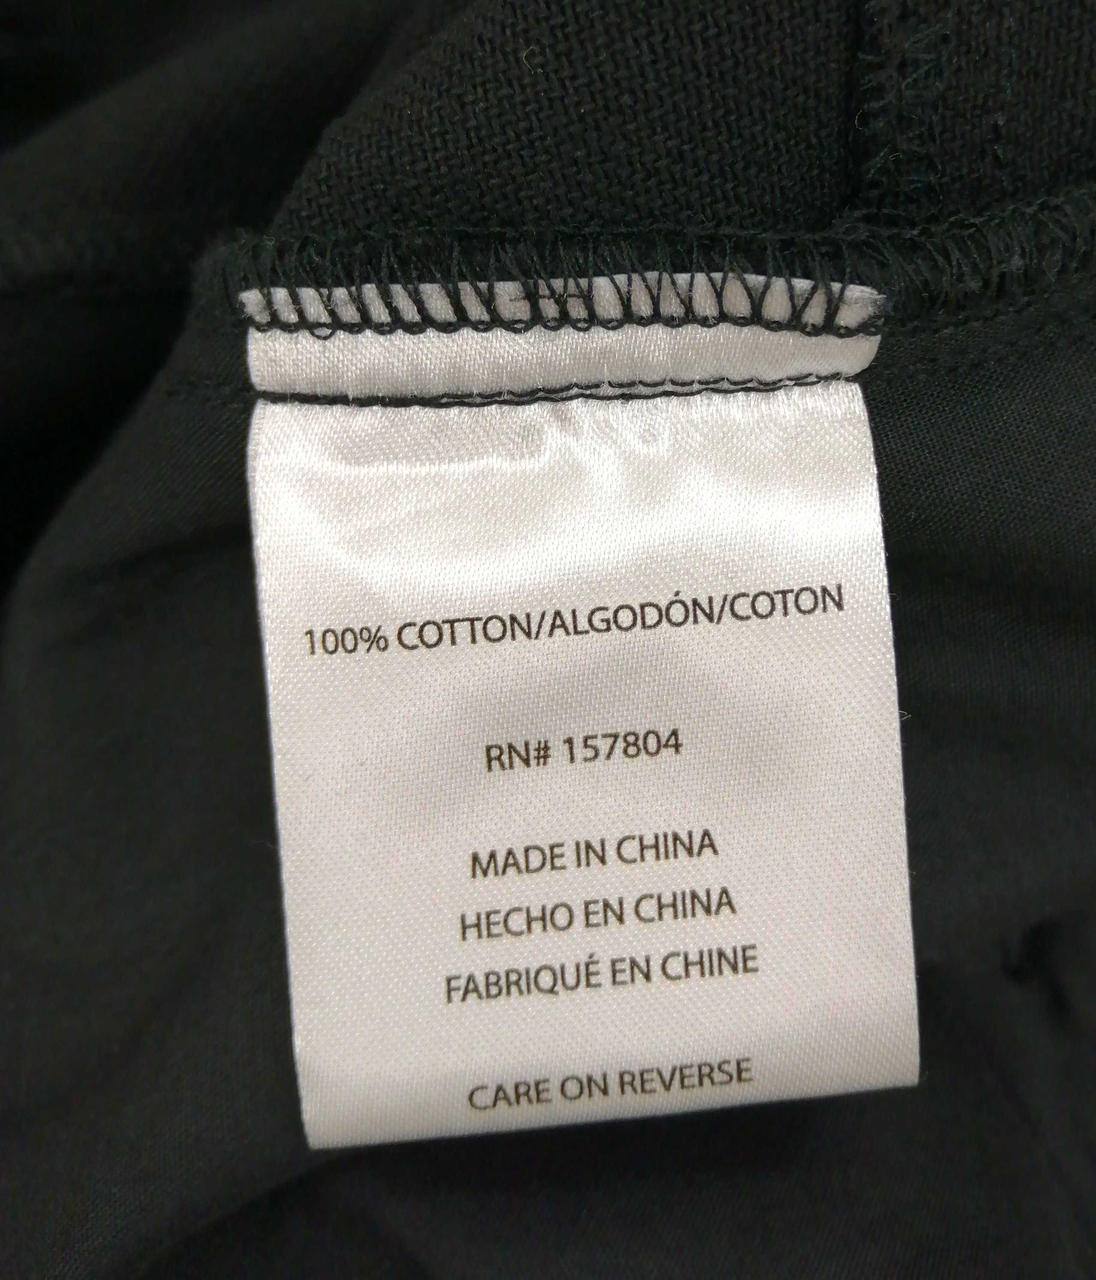 100% COTTON/ALGODÓN/COTON
RN# 157804
MADE IN CHINA
HECHO EN CHINA
FABRIQUÉ EN CHINE
CARE ON REVERSE